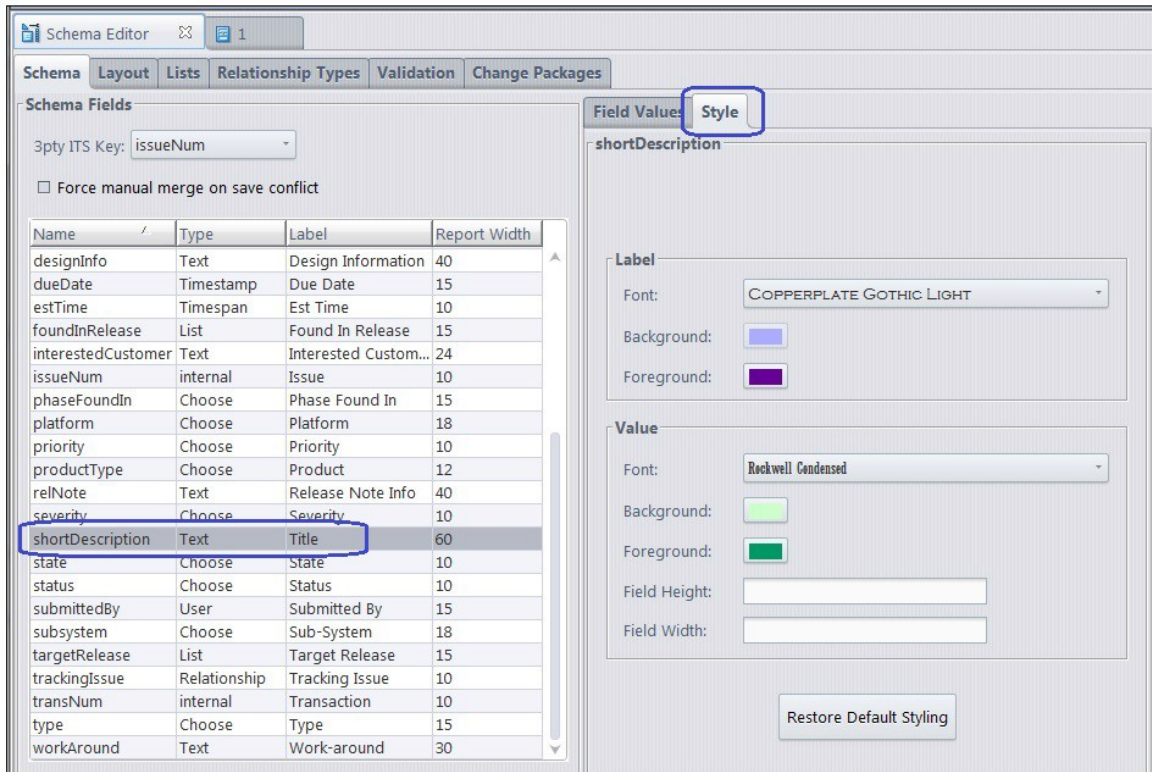 Schema Editor 1
Schema Layout Lists Relationship Types Validation Change Packages
Schema Fields
3pty ITS Key: issueNum
Force manual merge on save conflict
Name Type Label Report Width
designInfo Text Design Information 40
dueDate Timestamp Due Date 15
estTime Timespan Est Time 10
foundInRelease List Found In Release 15
interestedCustomer Text Interested Custom... 24
issueNum internal Issue 10
phaseFoundIn Choose Phase Found In 15
platform Choose Platform 18
priority Choose Priority 10
productType Choose Product 12
relNote Text Release Note Info 40
severity Choose Severity 10
shortDescription Text Title 60
state Choose State 10
status Choose Status 10
submittedBy User Submitted By 15
subsystem Choose Sub-System 18
targetRelease List Target Release 15
trackingIssue Relationship Tracking Issue 10
transNum internal Transaction 10
type Choose Type 15
workAround Text Work-around 30
Field Values Style
shortDescription
Label
Font: COPPERPLATE GOTHIC LIGHT
Background:
Foreground:
Value
Font: Rockwell Condensed
Background:
Foreground:
Field Height:
Field Width:
Restore Default Styling